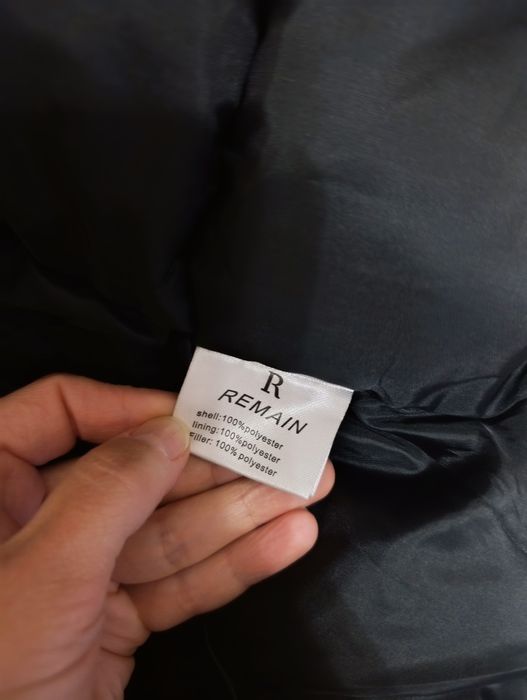 R
REMAIN
shell:100%polyester
lining:100%polyester
Filler: 100% polyester